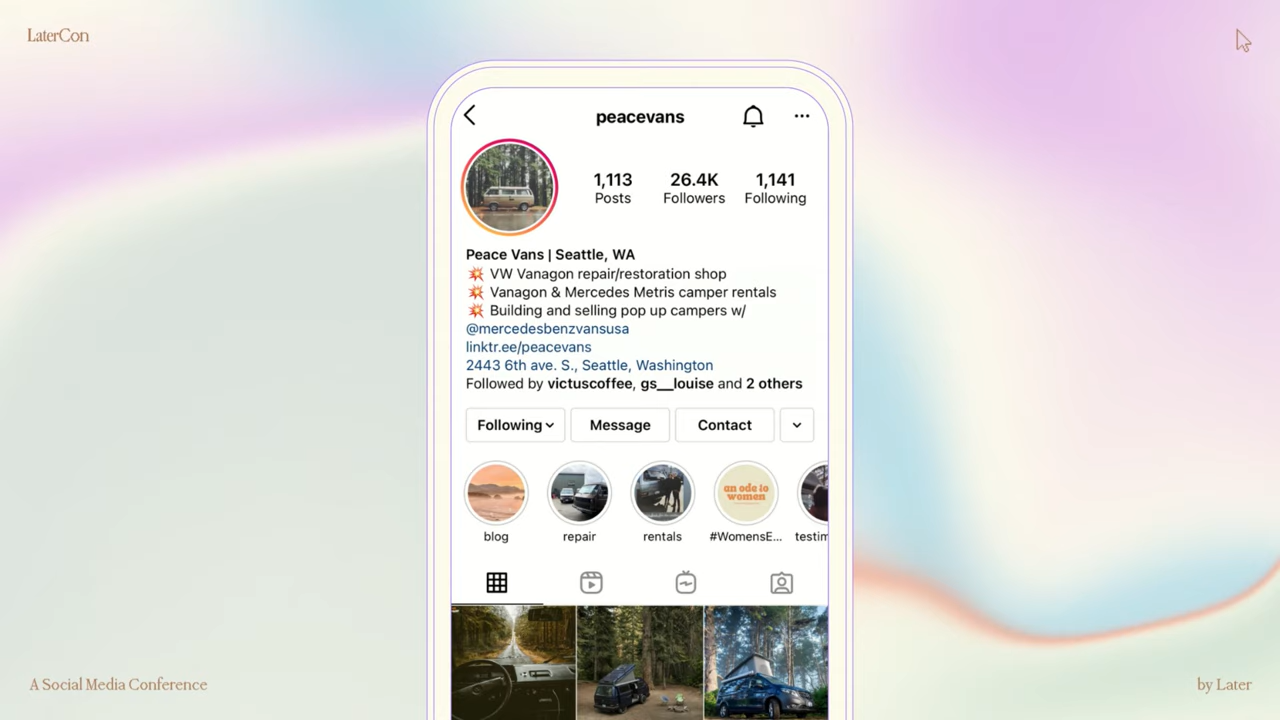 LaterCon
peacevans
1,113 26.4K 1,141
Posts Followers Following
Peace Vans | Seattle, WA
💥 VW Vanagon repair/restoration shop
💥 Vanagon & Mercedes Metris camper rentals
💥 Building and selling pop up campers w/
@mercedesbenzvansusa
linktr.ee/peacevans
2443 6th ave. S., Seattle, Washington
Followed by victuscoffee, gs__louise and 2 others
Following Message Contact
an ode to
woman
blog repair rentals #WomensE... testim
A Social Media Conference
by Later